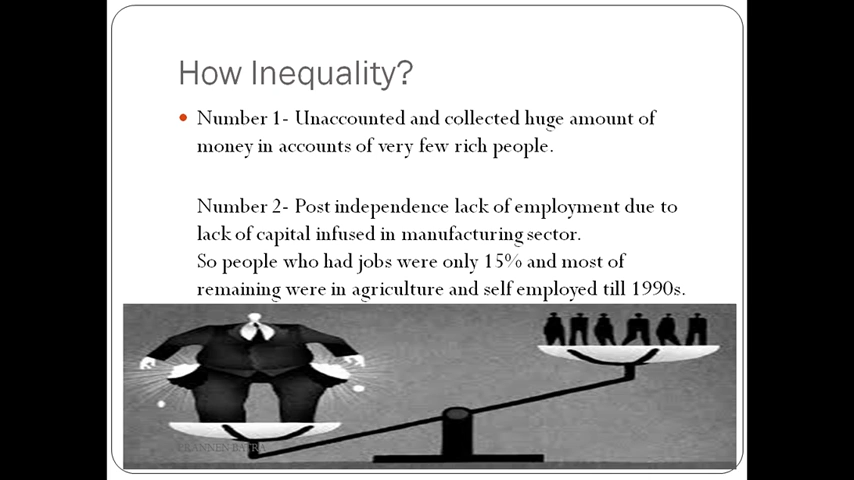 How Inequality?
Number 1- Unaccounted and collected huge amount of
money in accounts of very few rich people.
Number 2- Post independence lack of employment due to
lack of capital infused in manufacturing sector.
So people who had jobs were only 15% and most of
remaining were in agriculture and self employed till 1990s.